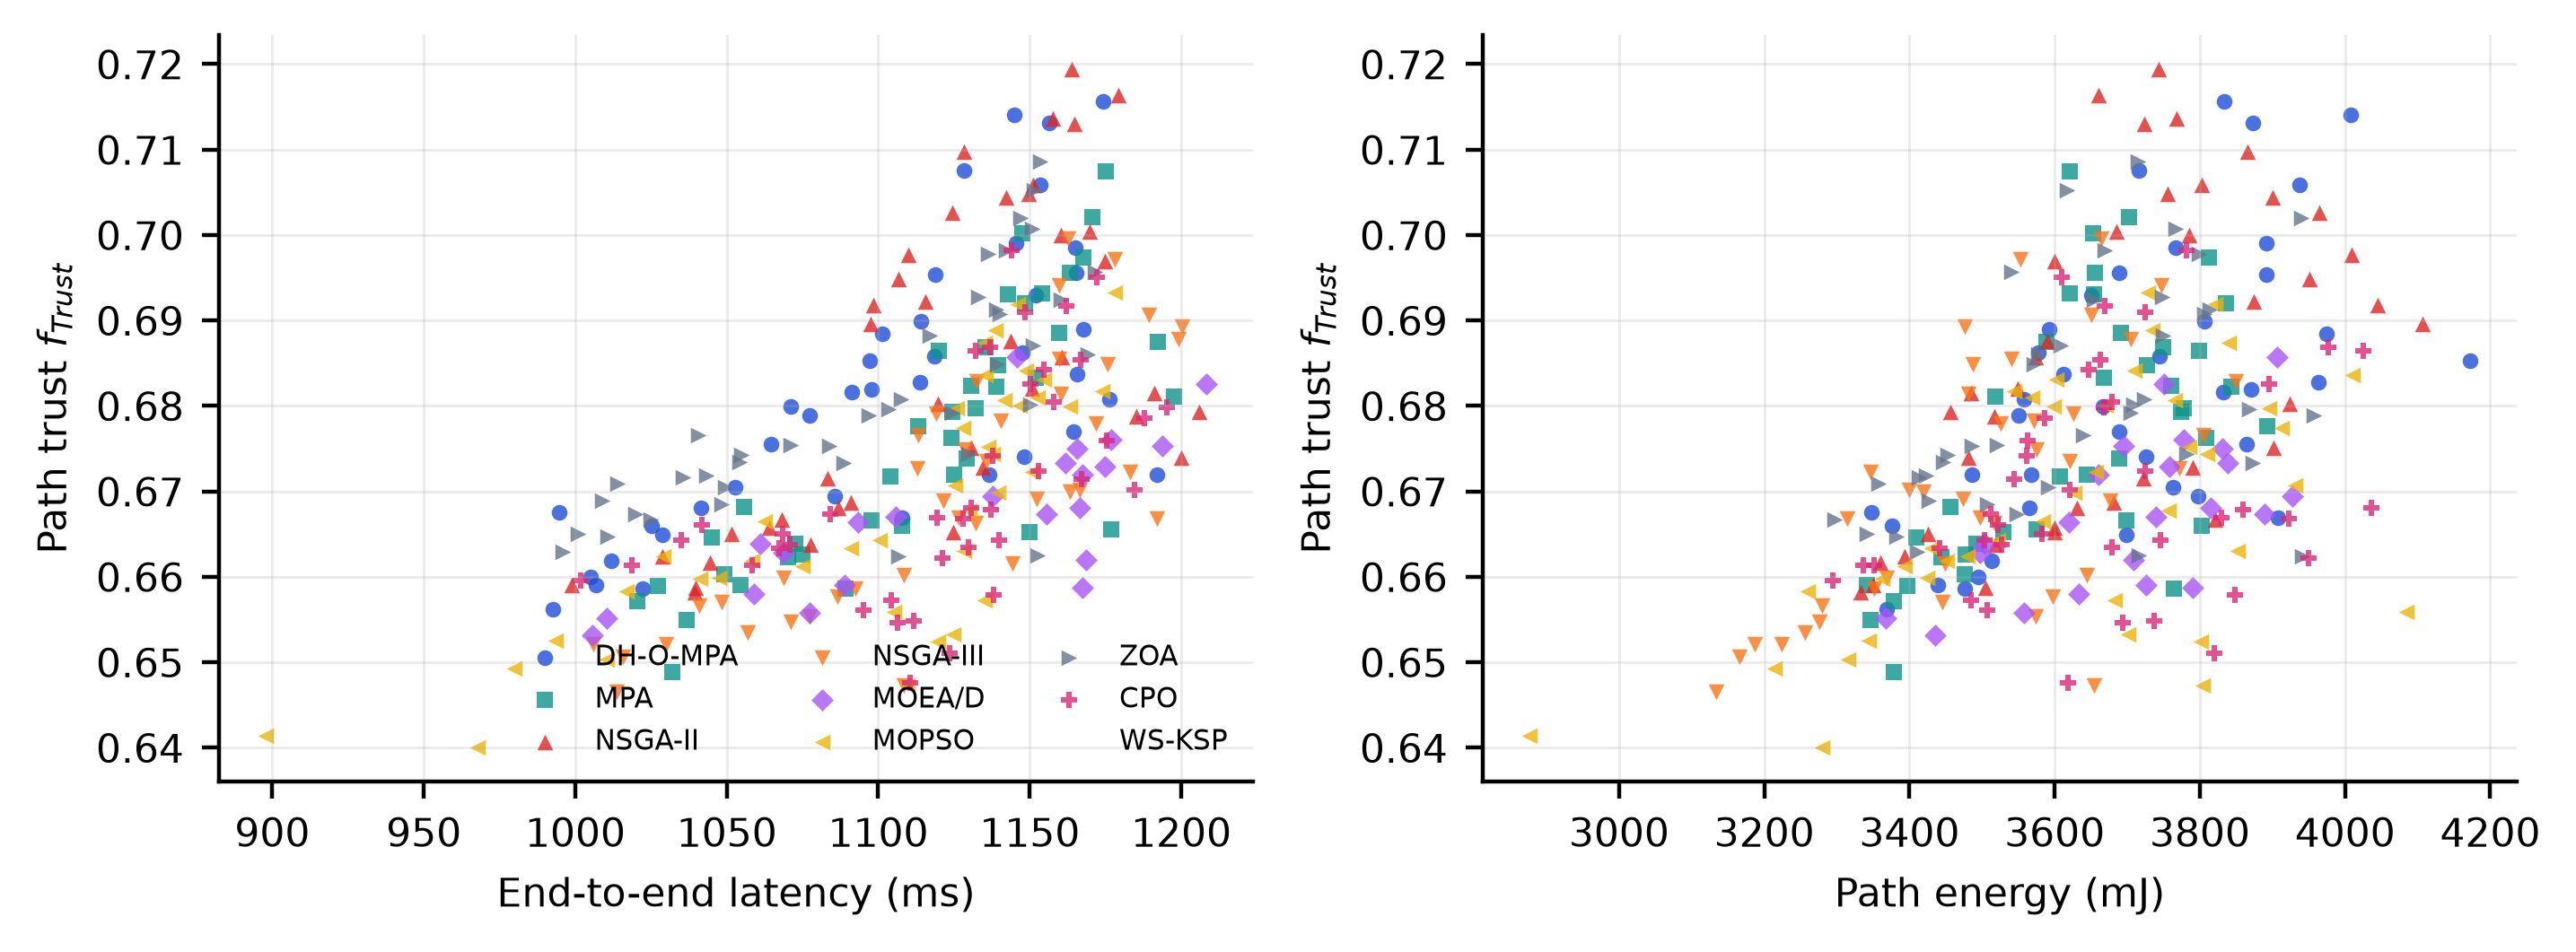 0.72
0.71
0.70
0.69
0.68
0.67
0.66
0.65
0.64
Path trust f_Trust
900 950 1000 1050 1100 1150 1200
End-to-end latency (ms)
DH-O-MPA NSGA-III ZOA
MPA MOEA/D CPO
NSGA-II MOPSO WS-KSP
0.72
0.71
0.70
0.69
0.68
0.67
0.66
0.65
0.64
Path trust f_Trust
3000 3200 3400 3600 3800 4000 4200
Path energy (mJ)